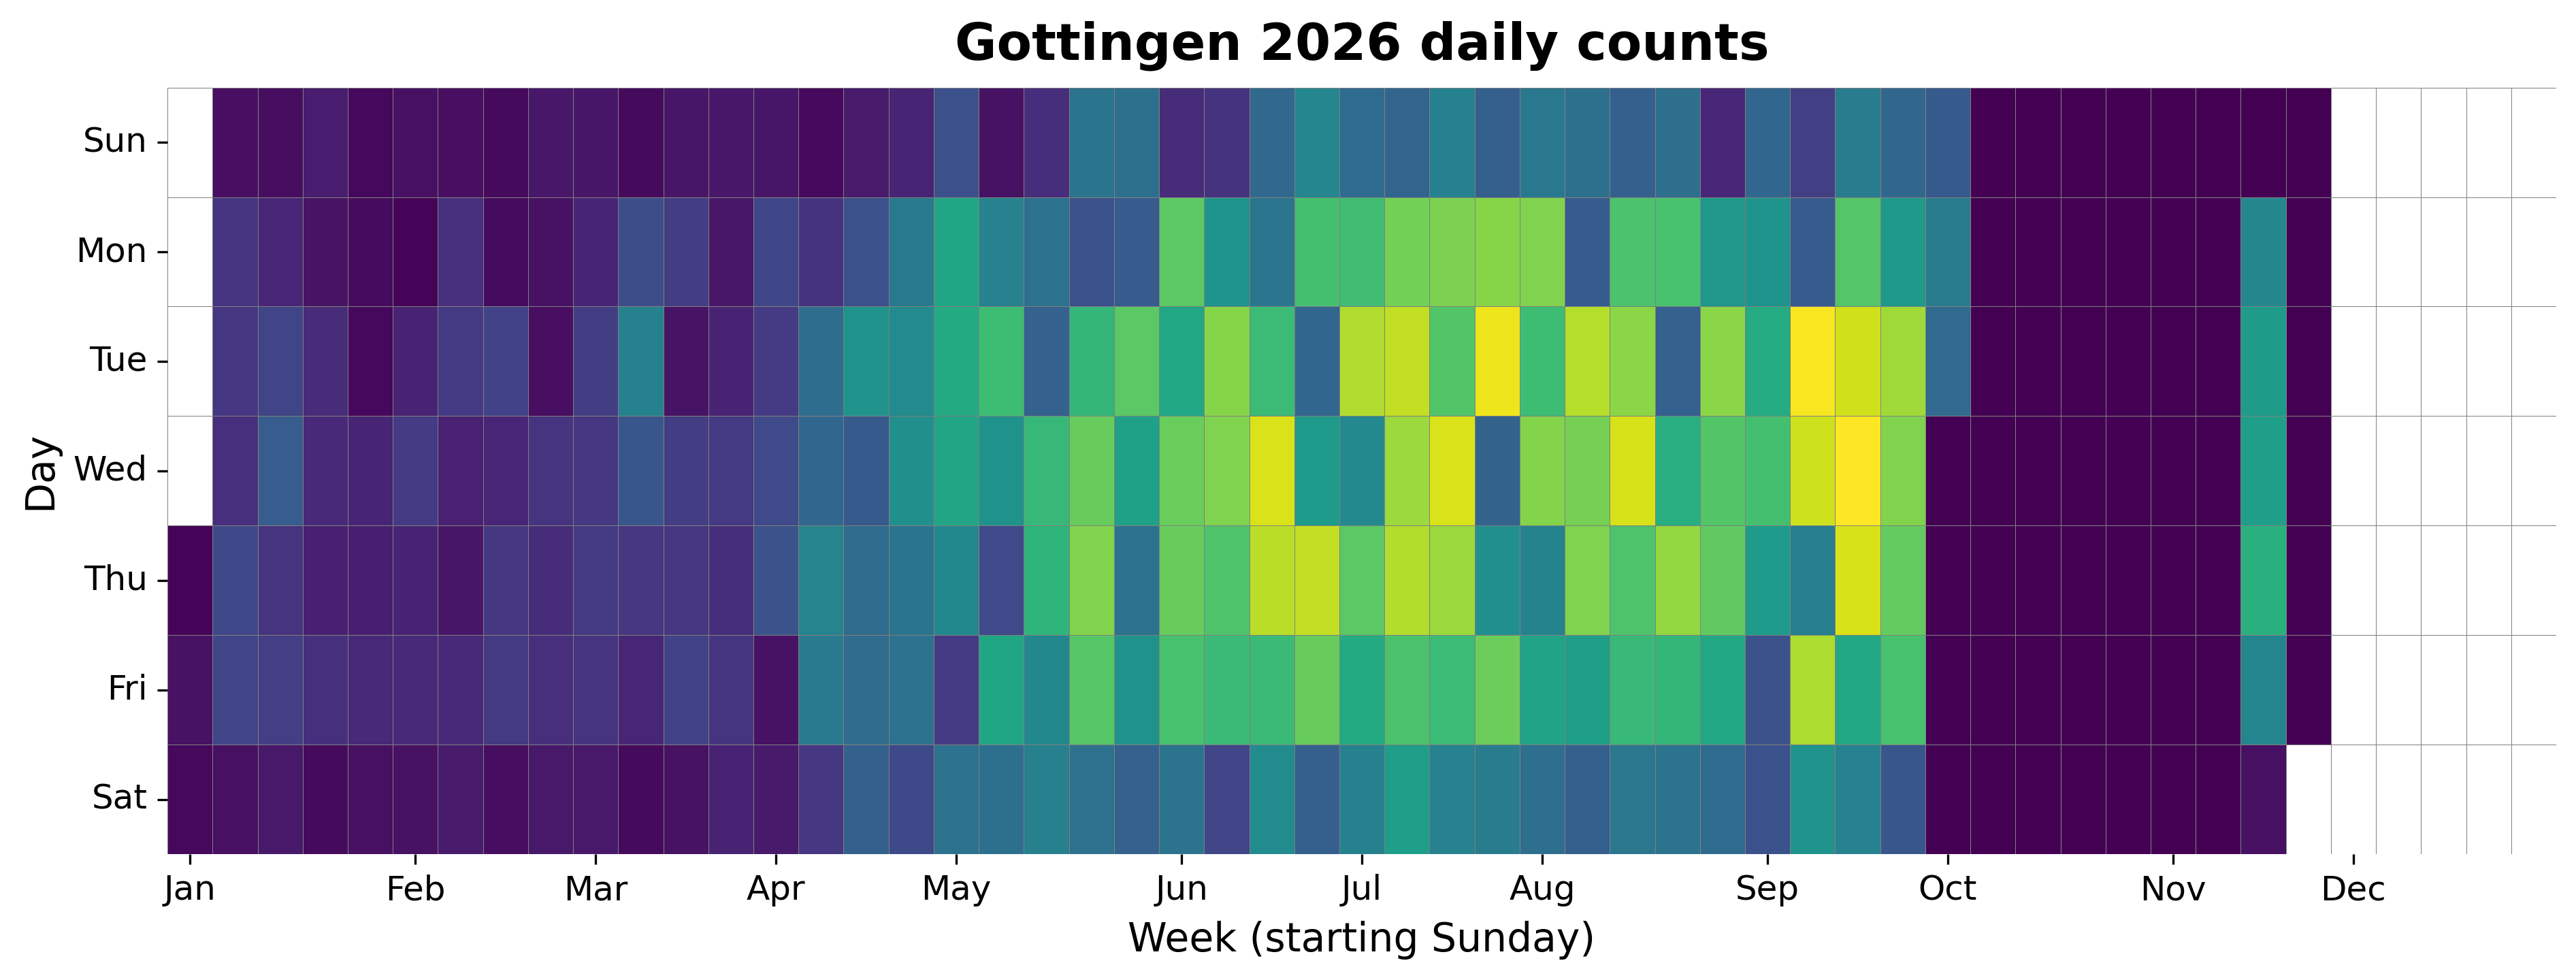 Gottingen 2026 daily counts
Day
Sun
Mon
Tue
Wed
Thu
Fri
Sat
Jan Feb Mar Apr May Jun Jul Aug Sep Oct Nov Dec
Week (starting Sunday)